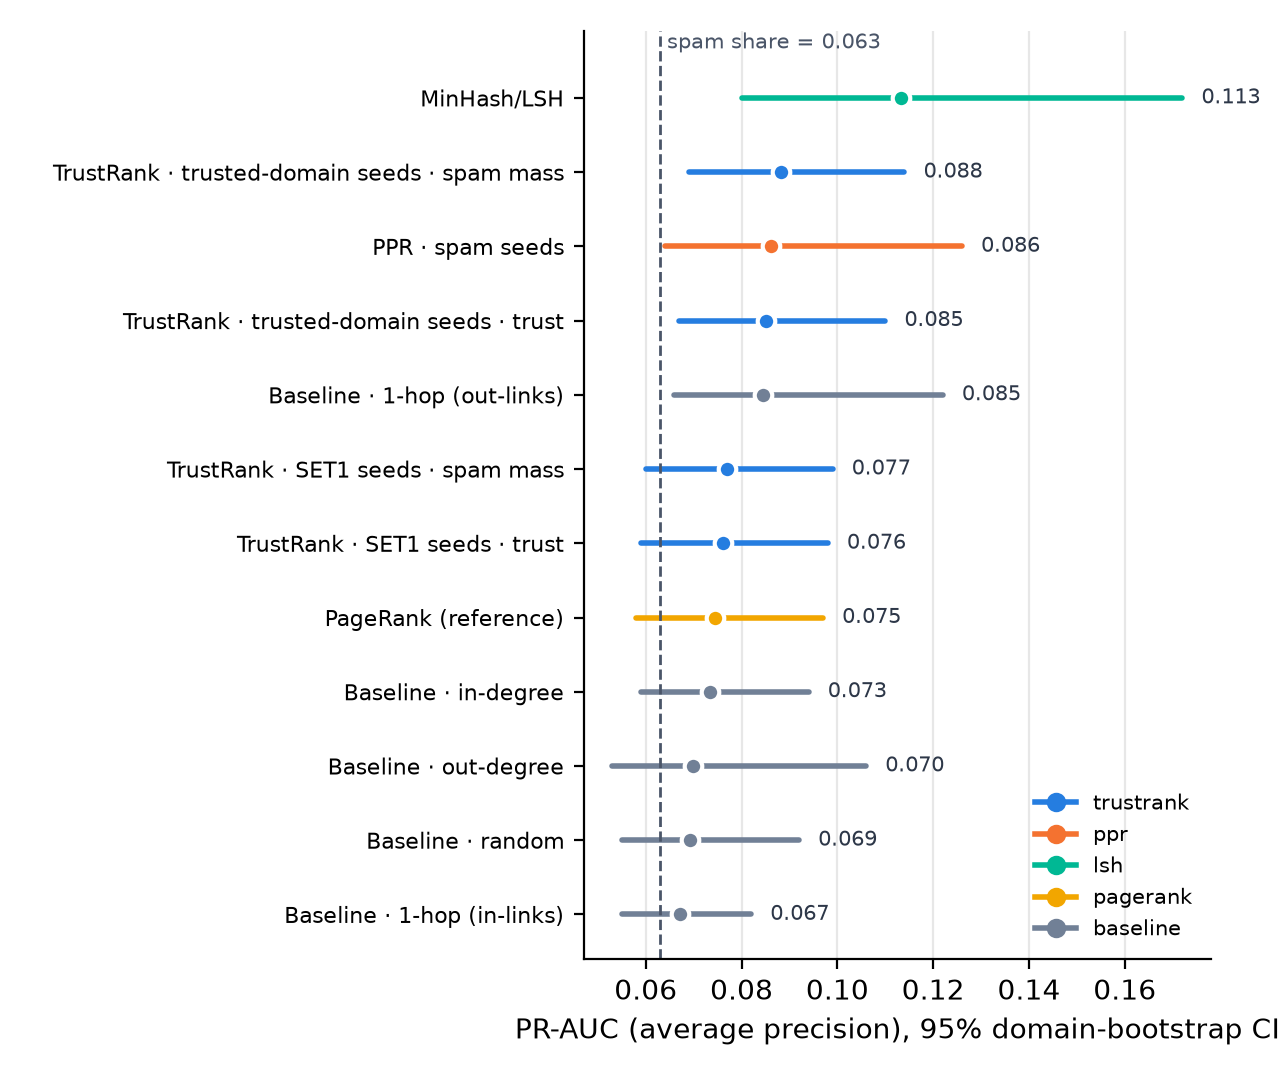 spam share = 0.063
MinHash/LSH 0.113
TrustRank · trusted-domain seeds · spam mass 0.088
PPR · spam seeds 0.086
TrustRank · trusted-domain seeds · trust 0.085
Baseline · 1-hop (out-links) 0.085
TrustRank · SET1 seeds · spam mass 0.077
TrustRank · SET1 seeds · trust 0.076
PageRank (reference) 0.075
Baseline · in-degree 0.073
Baseline · out-degree 0.070
Baseline · random 0.069
Baseline · 1-hop (in-links) 0.067
trustrank
ppr
lsh
pagerank
baseline
0.06 0.08 0.10 0.12 0.14 0.16
PR-AUC (average precision), 95% domain-bootstrap CI